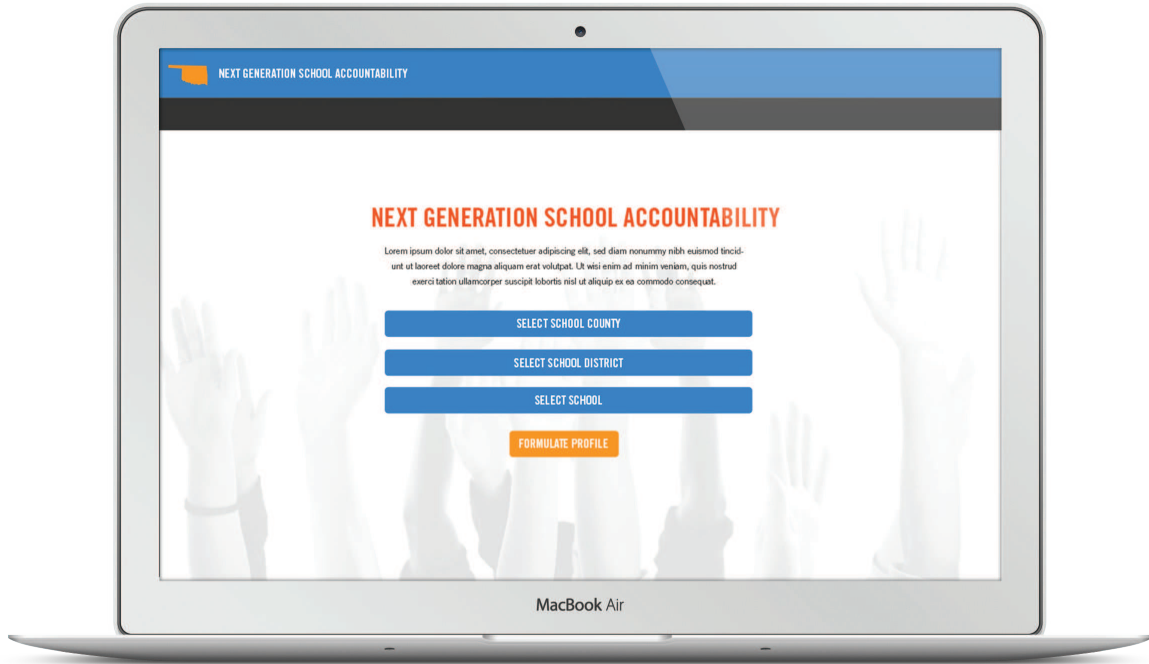 NEXT GENERATION SCHOOL ACCOUNTABILITY
NEXT GENERATION SCHOOL ACCOUNTABILITY
Lorem ipsum dolor sit amet, consectetuer adipiscing elit, sed diam nonummy nibh euismod tincid-
unt ut laoreet dolore magna aliquam erat volutpat. Ut wisi enim ad minim veniam, quis nostrud
exerci tation ullamcorper suscipit lobortis nisl ut aliquip ex ea commodo consequat.
SELECT SCHOOL COUNTY
SELECT SCHOOL DISTRICT
SELECT SCHOOL
FORMULATE PROFILE
MacBook Air